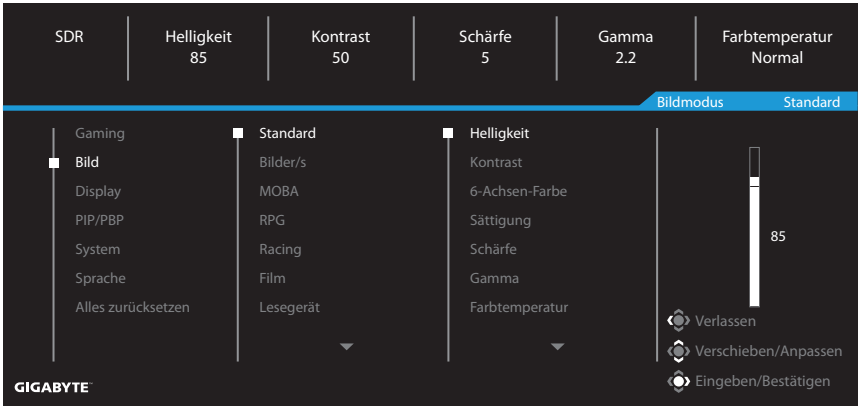 SDR
Helligkeit
85
Kontrast
50
Schärfe
5
Gamma
2.2
Farbtemperatur
Normal
Bildmodus Standard
Gaming
Bild
Display
PIP/PBP
System
Sprache
Alles zurücksetzen
Standard
Bilder/s
MOBA
RPG
Racing
Film
Lesegerät
Helligkeit
Kontrast
6-Achsen-Farbe
Sättigung
Schärfe
Gamma
Farbtemperatur
85
Verlassen
Verschieben/Anpassen
Eingeben/Bestätigen
GIGABYTE™